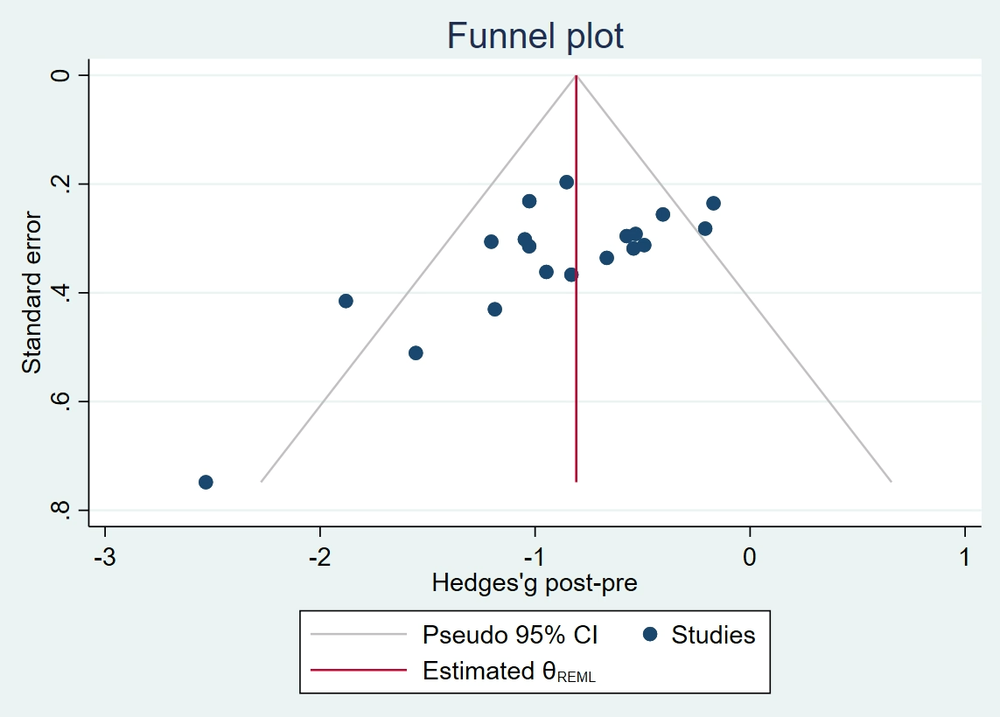 Funnel plot
0
.2
.4
.6
.8
Standard error
-3
-2
-1
0
1
Hedges'g post-pre
Pseudo 95% CI
Studies
Estimated θREML